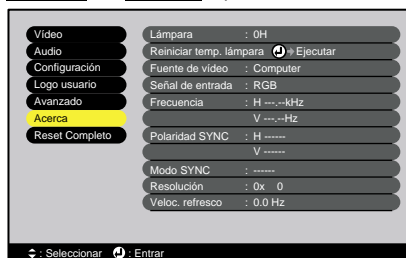 Vídeo
Audio
Configuración
Logo usuario
Avanzado
Acerca
Reset Completo
Lámpara : 0H
Reiniciar temp. lámpara Ejecutar
Fuente de vídeo : Computer
Señal de entrada : RGB
Frecuencia : H ---.--kHz
V ---.--Hz
Polaridad SYNC : H ------
V ------
Modo SYNC : ------
Resolución : 0x 0
Veloc. refresco : 0.0 Hz
: Seleccionar : Entrar